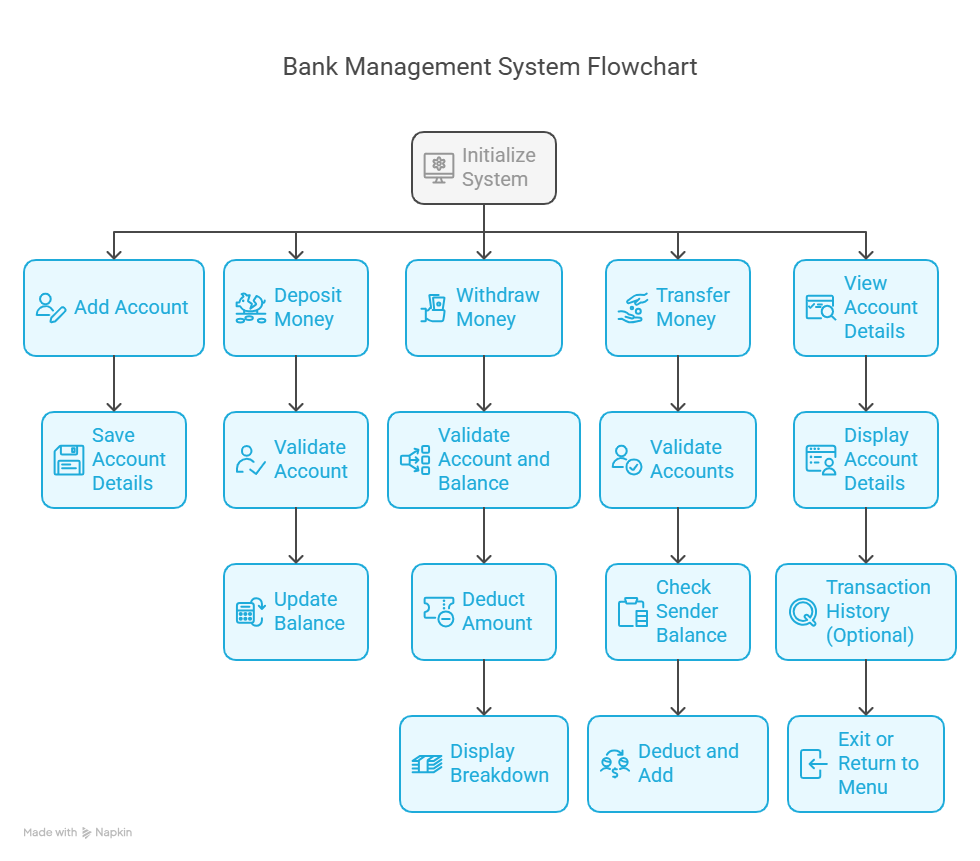 Bank Management System Flowchart
Initialize
System
Add Account
Deposit
Money
Withdraw
Money
Transfer
Money
View
Account
Details
Save
Account
Details
Validate
Account
Validate
Account and
Balance
Validate
Accounts
Display
Account
Details
Update
Balance
Deduct
Amount
Check
Sender
Balance
Transaction
History
(Optional)
Display
Breakdown
Deduct and
Add
Exit or
Return to
Menu
Made with Napkin